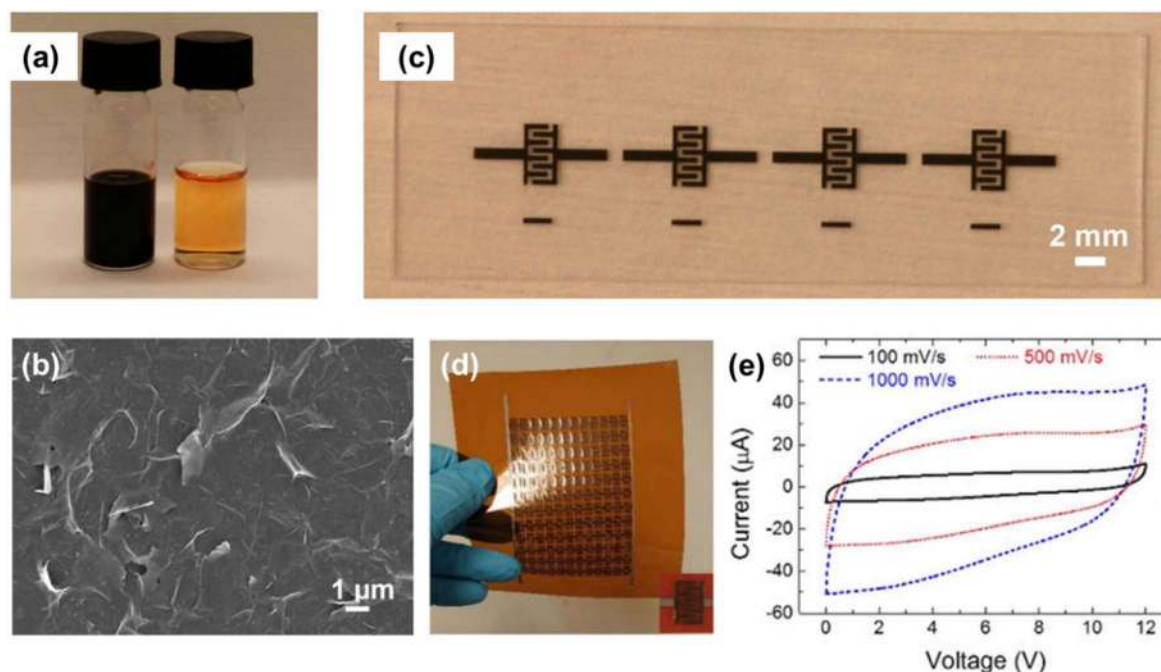 (a)
(c)
2 mm
(b)
1 µm
(d)
(e)
100 mV/s 500 mV/s
1000 mV/s
60
40
20
0
-20
-40
-60
Current (µA)
0 2 4 6 8 10 12
Voltage (V)